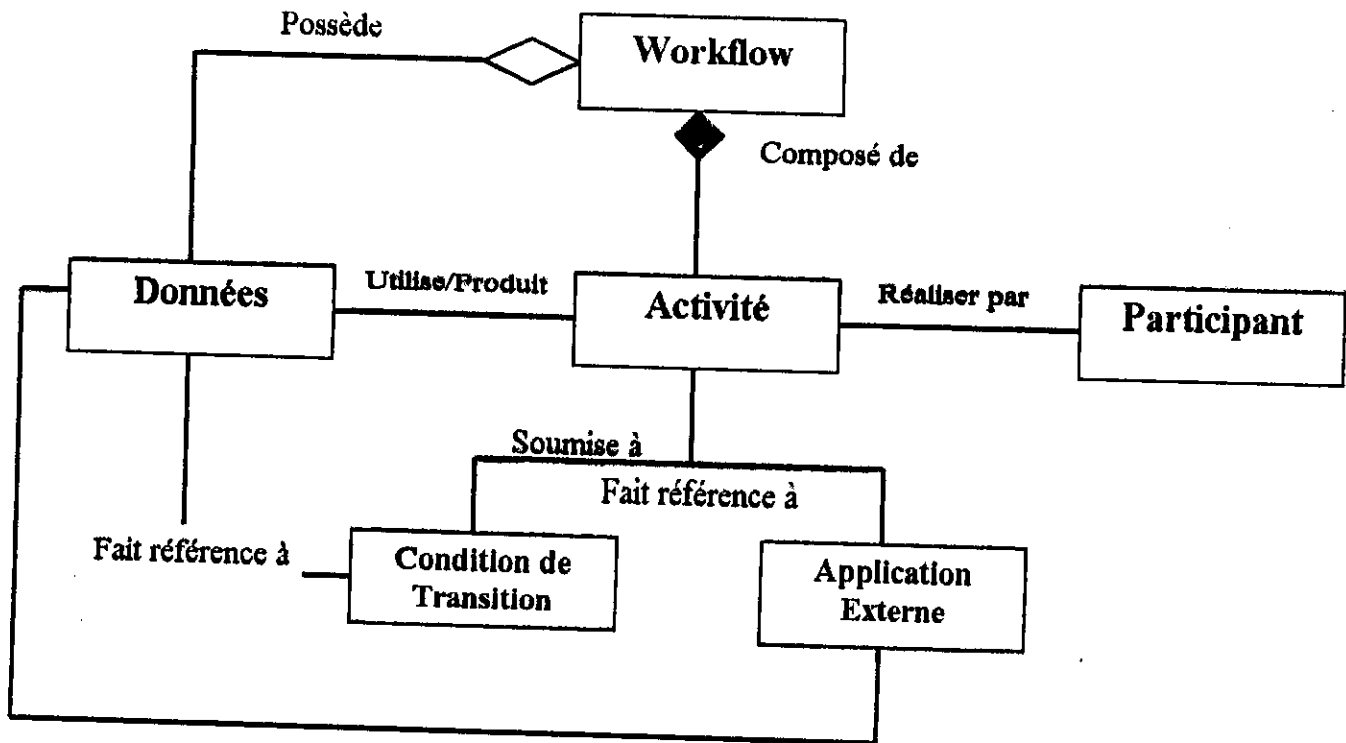 Possède
Workflow
Composé de
Données
Utilise/Produit
Activité
Réaliser par
Participant
Soumise à
Fait référence à
Fait référence à
Condition de
Transition
Application
Externe